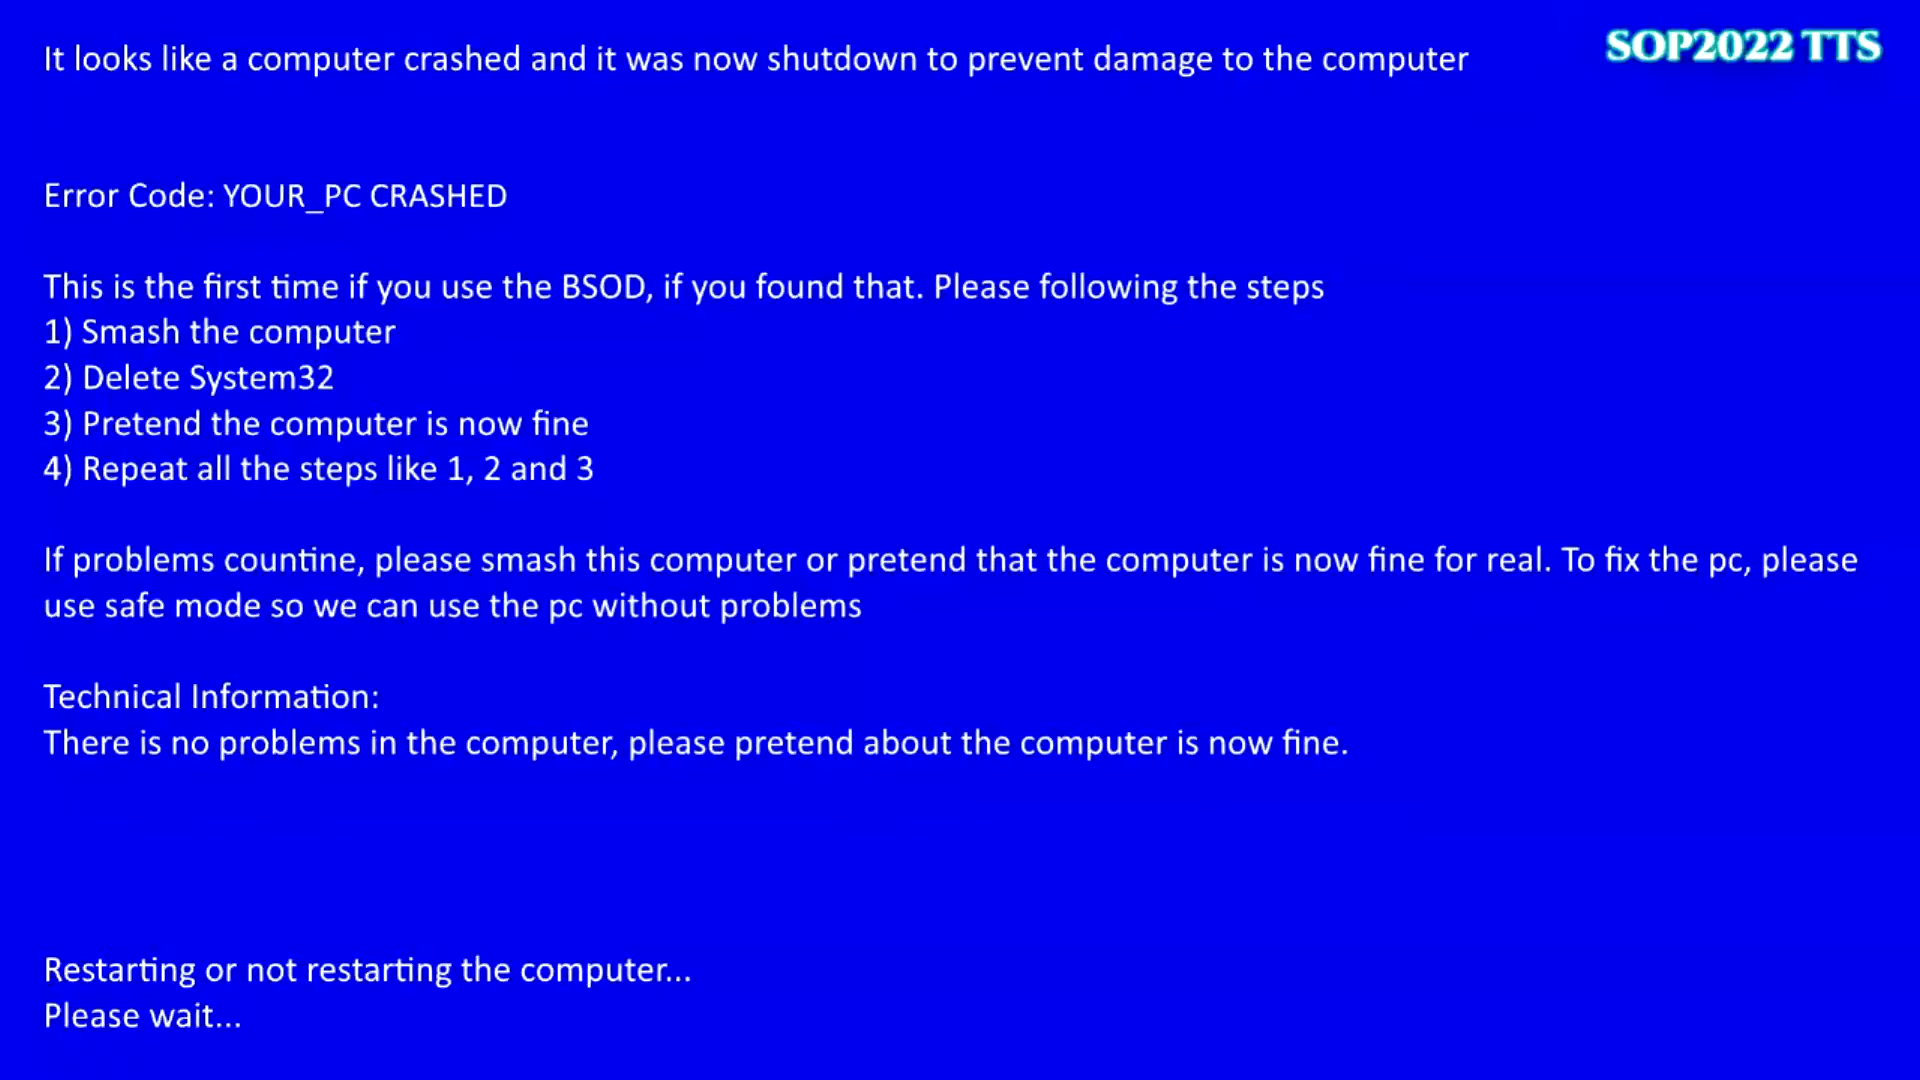 It looks like a computer crashed and it was now shutdown to prevent damage to the computer
SOP2022 TTS
Error Code: YOUR_PC CRASHED
This is the first time if you use the BSOD, if you found that. Please following the steps
1) Smash the computer
2) Delete System32
3) Pretend the computer is now fine
4) Repeat all the steps like 1, 2 and 3
If problems countine, please smash this computer or pretend that the computer is now fine for real. To fix the pc, please
use safe mode so we can use the pc without problems
Technical Information:
There is no problems in the computer, please pretend about the computer is now fine.
Restarting or not restarting the computer...
Please wait...